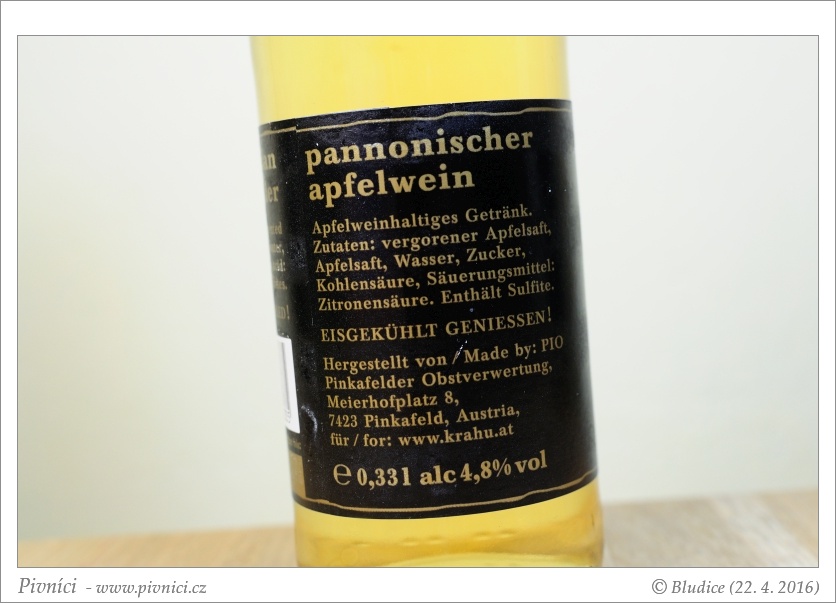 pannonischer
apfelwein
Apfelweinhaltiges Getränk.
Zutaten: vergorener Apfelsaft,
Apfelsaft, Wasser, Zucker,
Kohlensäure, Säuerungsmittel:
Zitronensäure. Enthält Sulfite.
EISGEKÜHLT GENIESSEN!
Hergestellt von / Made by: PIO
Pinkafelder Obstverwertung,
Meierhofplatz 8,
7423 Pinkafeld, Austria,
für / for: www.krahu.at
℮ 0,33 l alc 4,8% vol
Pivníci - www.pivnici.cz
© Bludice (22. 4. 2016)